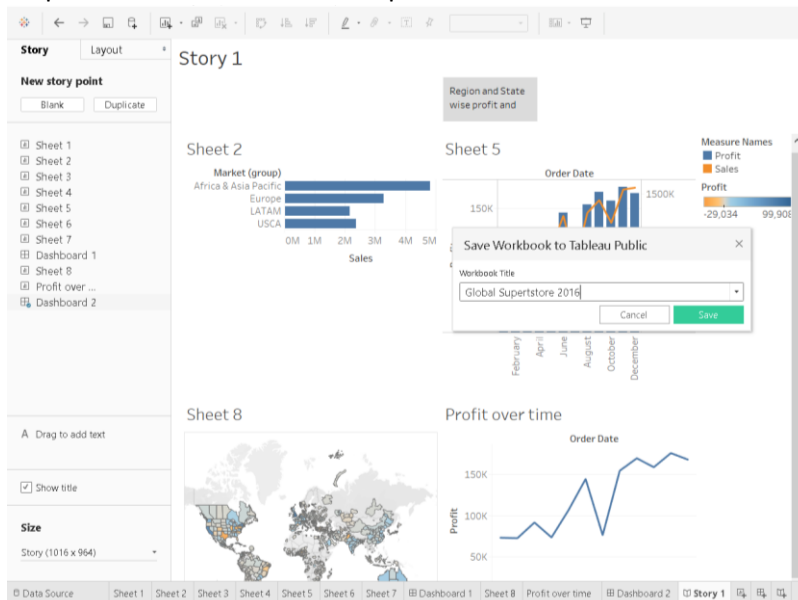 Story
Layout
New story point
Blank
Duplicate
Sheet 1
Sheet 2
Sheet 3
Sheet 4
Sheet 5
Sheet 6
Sheet 7
Dashboard 1
Sheet 8
Profit over ...
Dashboard 2
A Drag to add text
Show title
Size
Story (1016 x 964)
Story 1
Region and State
wise profit and
Sheet 2
Market (group)
Africa & Asia Pacific
Europe
LATAM
USCA
0M 1M 2M 3M 4M 5M
Sales
Sheet 5
Order Date
150K
1500K
Measure Names
Profit
Sales
Profit
-29,034 99,908
Save Workbook to Tableau Public
Workbook Title
Global Supertstore 2016
Cancel
Save
February
April
June
August
October
December
Sheet 8
Profit over time
Order Date
150K
100K
50K
Profit
Data Source Sheet 1 Sheet 2 Sheet 3 Sheet 4 Sheet 5 Sheet 6 Sheet 7 Dashboard 1 Sheet 8 Profit over time Dashboard 2 Story 1